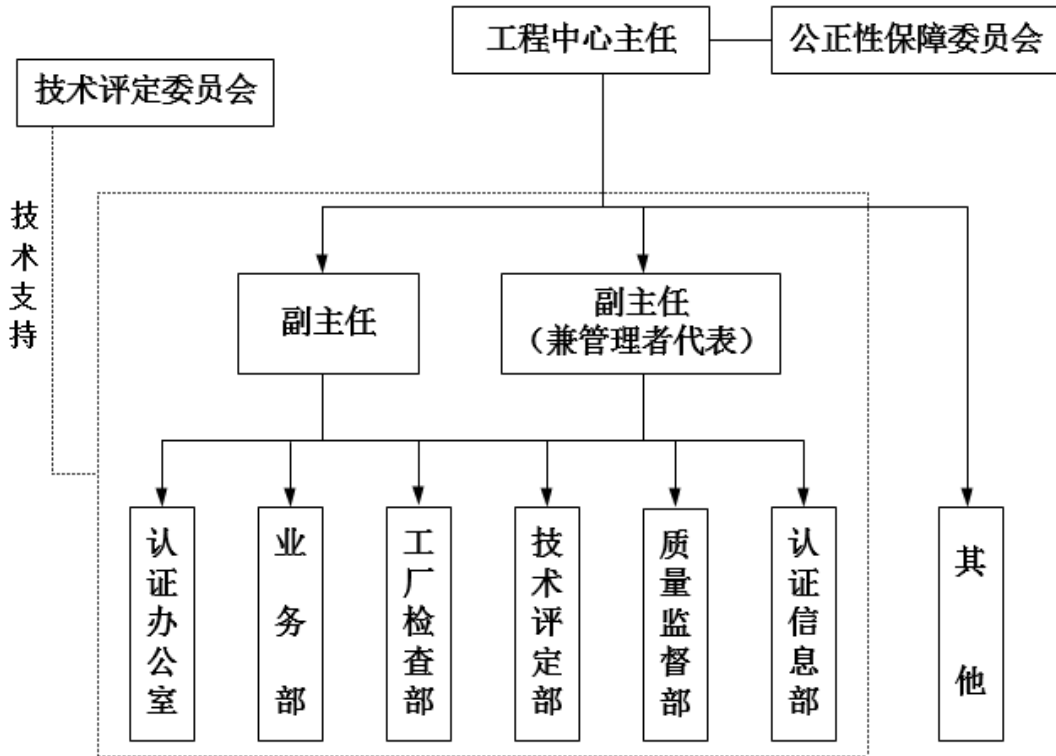 工程中心主任
公正性保障委员会
技术评定委员会
技术支持
副主任
副主任
（兼管理者代表）
认证办公室
业务部
工厂检查部
技术评定部
质量监督部
认证信息部
其他